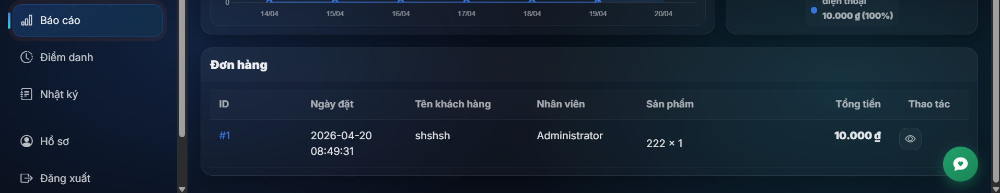 Báo cáo
Điểm danh
Nhật ký
Hồ sơ
Đăng xuất
0
14/04 15/04 16/04 17/04 18/04 19/04 20/04
điện thoại
10.000 ₫ (100%)
Đơn hàng
ID Ngày đặt Tên khách hàng Nhân viên Sản phẩm Tổng tiền Thao tác
#1 2026-04-20 08:49:31 shshsh Administrator 222 × 1 10.000 ₫